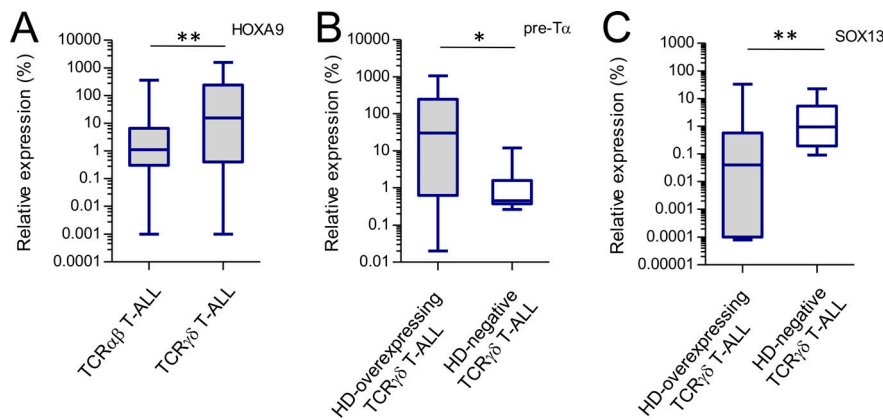 A
** HOXA9
Relative expression (%)
10000
1000
100
10
1
0.1
0.01
0.001
0.0001
TCRαβ T-ALL
TCRγδ T-ALL
B
* pre-Tα
Relative expression (%)
10000
1000
100
10
1
0.1
0.01
HD-overexpressing
TCRγδ T-ALL
HD-negative
TCRγδ T-ALL
C
** SOX13
Relative expression (%)
1000
100
10
1
0.1
0.01
0.001
0.0001
0.00001
HD-overexpressing
TCRγδ T-ALL
HD-negative
TCRγδ T-ALL